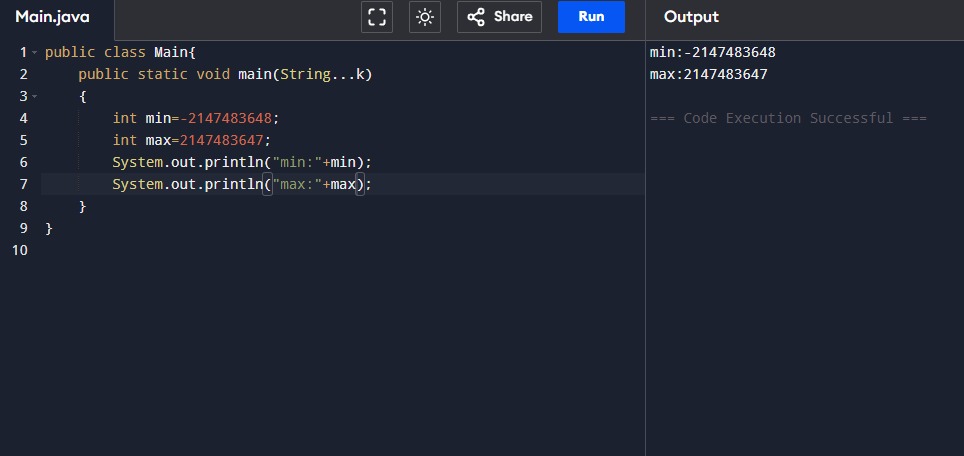 Main.java Share Run Output
1 public class Main{
2     public static void main(String...k)
3     {
4         int min=-2147483648;
5         int max=2147483647;
6         System.out.println("min:"+min);
7         System.out.println("max:"+max);
8     }
9 }
10
min:-2147483648
max:2147483647
=== Code Execution Successful ===